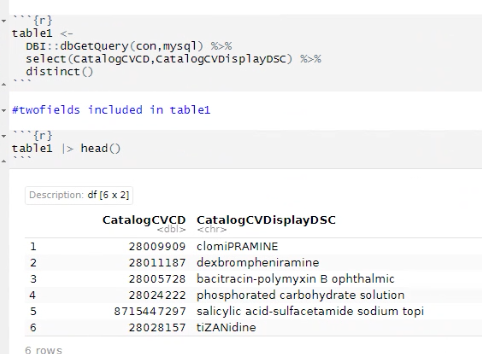 ```{r}
table1 <-
DBI::dbGetQuery(con,mysql) %>%
select(CatalogCVCD,CatalogCVDisplayDSC) %>%
distinct()
```
#twofields included in table1
```{r}
table1 |> head()
```
Description: df [6 x 2]
CatalogCVCD CatalogCVDisplayDSC
<dbl> <chr>
1 28009909 clomiPRAMINE
2 28011187 dexbrompheniramine
3 28005728 bacitracin-polymyxin B ophthalmic
4 28024222 phosphorated carbohydrate solution
5 8715447297 salicylic acid-sulfacetamide sodium topi
6 28028157 tiZANidine
6 rows